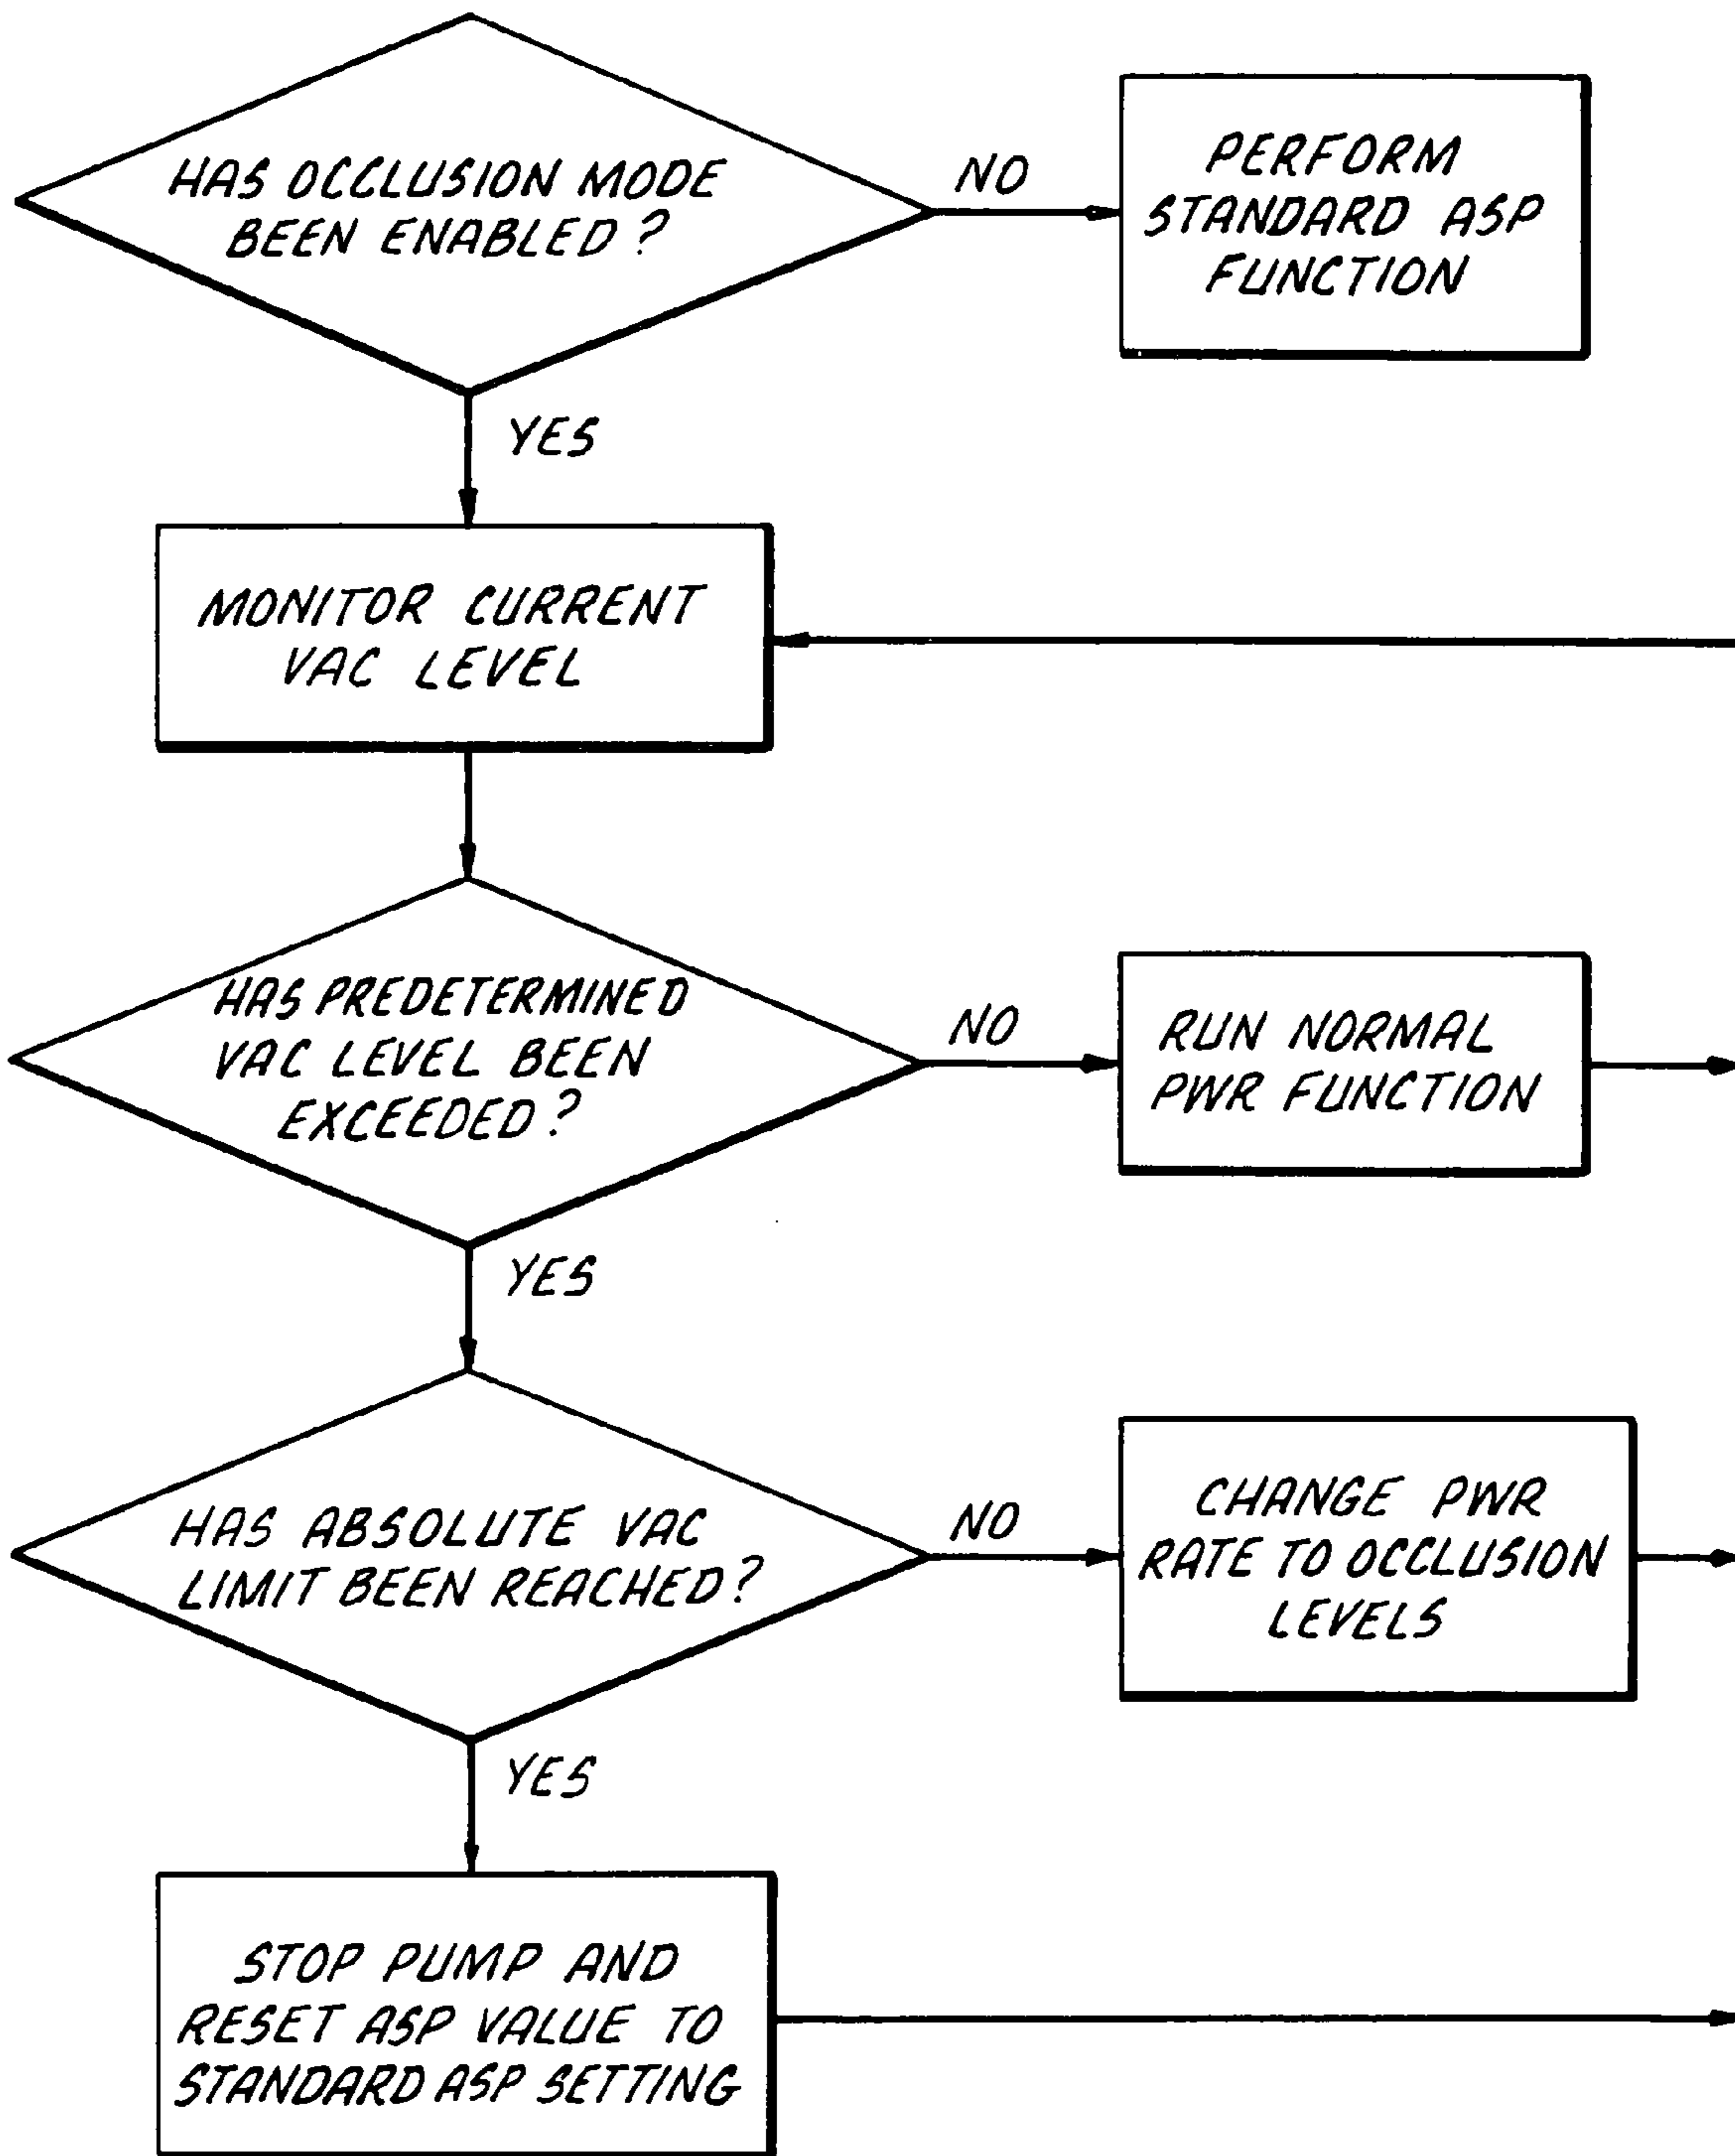 HAS OCCLUSION MODE
BEEN ENABLED?
NO
PERFORM
STANDARD ASP
FUNCTION
YES
MONITOR CURRENT
VAC LEVEL
HAS PREDETERMINED
VAC LEVEL BEEN
EXCEEDED?
NO
RUN NORMAL
PWR FUNCTION
YES
HAS ABSOLUTE VAC
LIMIT BEEN REACHED?
NO
CHANGE PWR
RATE TO OCCLUSION
LEVELS
YES
STOP PUMP AND
RESET ASP VALUE TO
STANDARD ASP SETTING